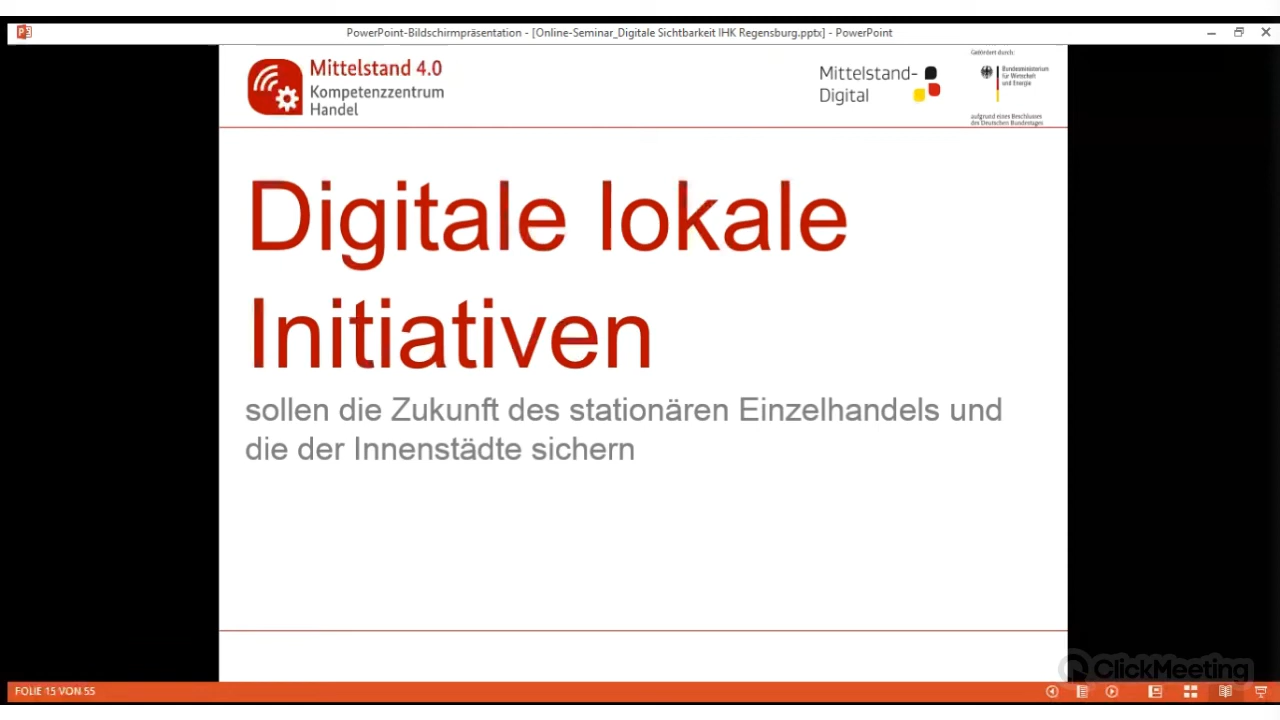 PowerPoint-Bildschirmpräsentation - [Online-Seminar_Digitale Sichtbarkeit IHK Regensburg.pptx] - PowerPoint
Mittelstand 4.0
Kompetenzzentrum
Handel
Mittelstand-
Digital
Gefördert durch:
Bundesministerium
für Wirtschaft
und Energie
aufgrund eines Beschlusses
des Deutschen Bundestages
Digitale lokale
Initiativen
sollen die Zukunft des stationären Einzelhandels und
die der Innenstädte sichern
ClickMeeting
FOLIE 15 VON 55